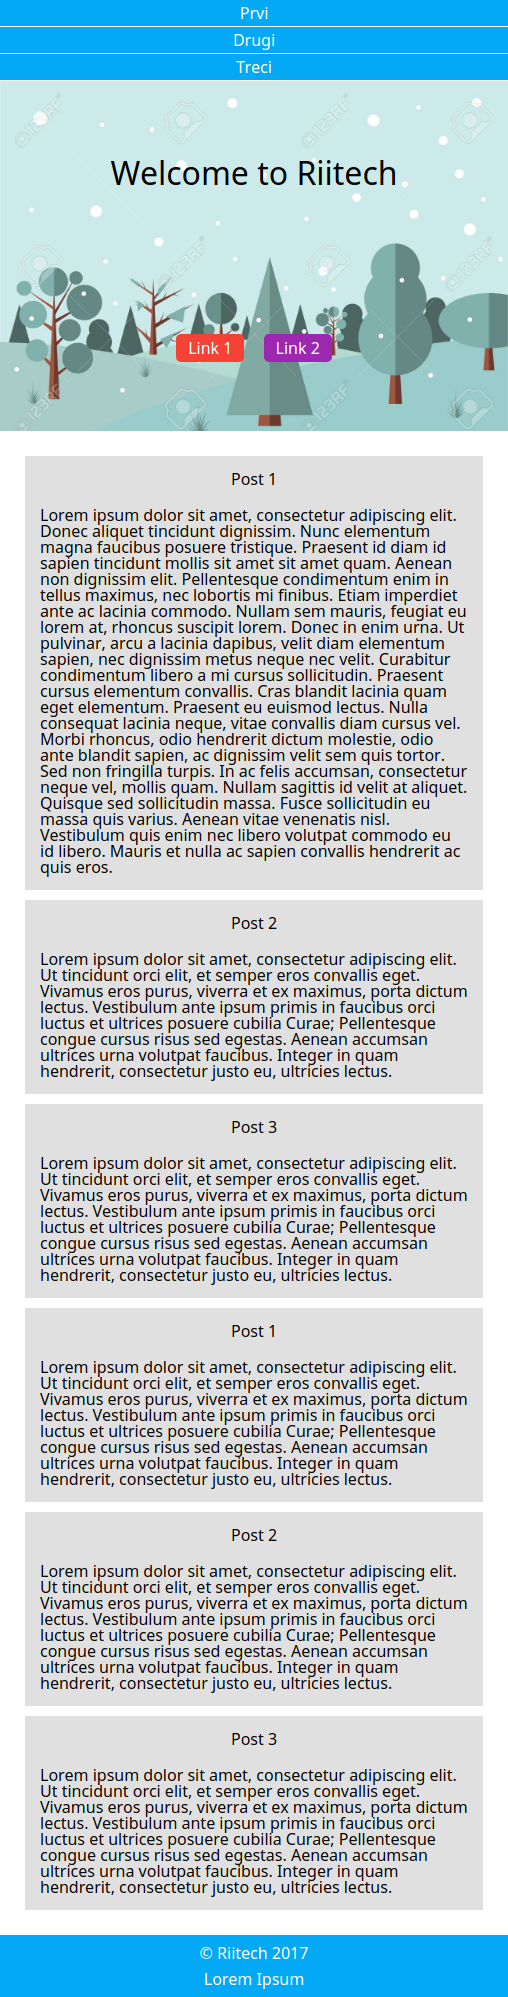 Prvi
Drugi
Treci
123RF
123RF
Welcome to Riitech
123RF
123RF
Link 1 Link 2
123RF
123RF
Post 1
Lorem ipsum dolor sit amet, consectetur adipiscing elit.
Donec aliquet tincidunt dignissim. Nunc elementum
magna faucibus posuere tristique. Praesent id diam id
sapien tincidunt mollis sit amet sit amet quam. Aenean
non dignissim elit. Pellentesque condimentum enim in
tellus maximus, nec lobortis mi finibus. Etiam imperdiet
ante ac lacinia commodo. Nullam sem mauris, feugiat eu
lorem at, rhoncus suscipit lorem. Donec in enim urna. Ut
pulvinar, arcu a lacinia dapibus, velit diam elementum
sapien, nec dignissim metus neque nec velit. Curabitur
condimentum libero a mi cursus sollicitudin. Praesent
cursus elementum convallis. Cras blandit lacinia quam
eget elementum. Praesent eu euismod lectus. Nulla
consequat lacinia neque, vitae convallis diam cursus vel.
Morbi rhoncus, odio hendrerit dictum molestie, odio
ante blandit sapien, ac dignissim velit sem quis tortor.
Sed non fringilla turpis. In ac felis accumsan, consectetur
neque vel, mollis quam. Nullam sagittis id velit at aliquet.
Quisque sed sollicitudin massa. Fusce sollicitudin eu
massa quis varius. Aenean vitae venenatis nisl.
Vestibulum quis enim nec libero volutpat commodo eu
id libero. Mauris et nulla ac sapien convallis hendrerit ac
quis eros.
Post 2
Lorem ipsum dolor sit amet, consectetur adipiscing elit.
Ut tincidunt orci elit, et semper eros convallis eget.
Vivamus eros purus, viverra et ex maximus, porta dictum
lectus. Vestibulum ante ipsum primis in faucibus orci
luctus et ultrices posuere cubilia Curae; Pellentesque
congue cursus risus sed egestas. Aenean accumsan
ultrices urna volutpat faucibus. Integer in quam
hendrerit, consectetur justo eu, ultricies lectus.
Post 3
Lorem ipsum dolor sit amet, consectetur adipiscing elit.
Ut tincidunt orci elit, et semper eros convallis eget.
Vivamus eros purus, viverra et ex maximus, porta dictum
lectus. Vestibulum ante ipsum primis in faucibus orci
luctus et ultrices posuere cubilia Curae; Pellentesque
congue cursus risus sed egestas. Aenean accumsan
ultrices urna volutpat faucibus. Integer in quam
hendrerit, consectetur justo eu, ultricies lectus.
Post 1
Lorem ipsum dolor sit amet, consectetur adipiscing elit.
Ut tincidunt orci elit, et semper eros convallis eget.
Vivamus eros purus, viverra et ex maximus, porta dictum
lectus. Vestibulum ante ipsum primis in faucibus orci
luctus et ultrices posuere cubilia Curae; Pellentesque
congue cursus risus sed egestas. Aenean accumsan
ultrices urna volutpat faucibus. Integer in quam
hendrerit, consectetur justo eu, ultricies lectus.
Post 2
Lorem ipsum dolor sit amet, consectetur adipiscing elit.
Ut tincidunt orci elit, et semper eros convallis eget.
Vivamus eros purus, viverra et ex maximus, porta dictum
lectus. Vestibulum ante ipsum primis in faucibus orci
luctus et ultrices posuere cubilia Curae; Pellentesque
congue cursus risus sed egestas. Aenean accumsan
ultrices urna volutpat faucibus. Integer in quam
hendrerit, consectetur justo eu, ultricies lectus.
Post 3
Lorem ipsum dolor sit amet, consectetur adipiscing elit.
Ut tincidunt orci elit, et semper eros convallis eget.
Vivamus eros purus, viverra et ex maximus, porta dictum
lectus. Vestibulum ante ipsum primis in faucibus orci
luctus et ultrices posuere cubilia Curae; Pellentesque
congue cursus risus sed egestas. Aenean accumsan
ultrices urna volutpat faucibus. Integer in quam
hendrerit, consectetur justo eu, ultricies lectus.
© Riitech 2017
Lorem Ipsum